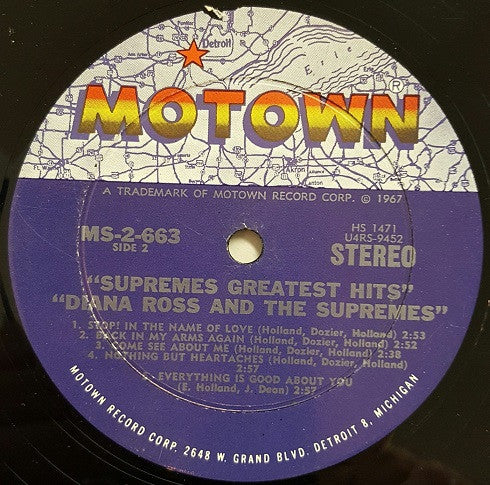 Detroit
Erie
MOTOWN®
Akron
Canton
A TRADEMARK OF MOTOWN RECORD CORP. © 1967
MS-2-663
SIDE 2
HS 1471
U4RS-9452
STEREO
"SUPREMES GREATEST HITS"
"DIANA ROSS AND THE SUPREMES"
1. STOP! IN THE NAME OF LOVE (Holland, Dozier, Holland) 2:53
2. BACK IN MY ARMS AGAIN (Holland, Dozier, Holland) 2:52
3. COME SEE ABOUT ME (Holland, Dozier, Holland) 2:38
4. NOTHING BUT HEARTACHES (Holland, Dozier, Holland)
2:57
5. EVERYTHING IS GOOD ABOUT YOU
(E. Holland, J. Dean) 2:57
MOTOWN RECORD CORP. 2648 W. GRAND BLVD. DETROIT 8, MICHIGAN